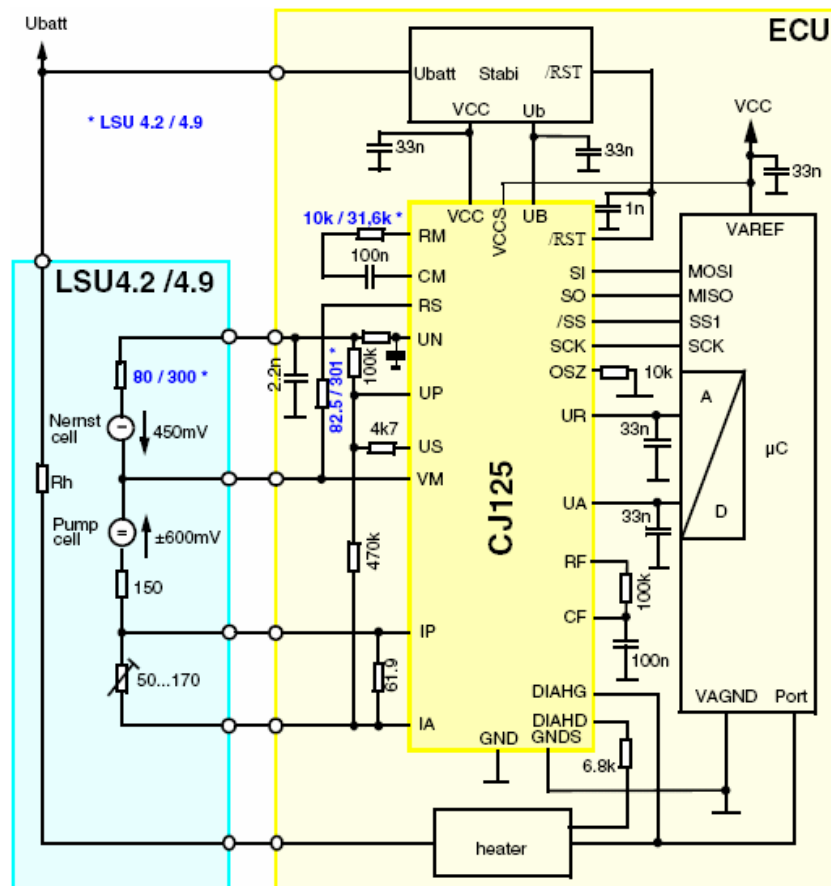 ECU
Ubatt
Ubatt Stabi /RST
VCC Ub
* LSU 4.2 / 4.9
33n
33n
VCC
33n
10k / 31,6k *
VCC
VCCS
UB
1n
RM
/RST
VAREF
100n
LSU4.2 /4.9
CM
SI
MOSI
RS
SO
MISO
/SS
SS1
UN
SCK
SCK
80 / 300 *
2.2n
82.5 / 301 *
100k
OSZ
10k
UP
A
UR
Nernst
cell
450mV
4k7
US
33n
µC
Rh
VM
CJ125
UA
D
Pump
cell
±600mV
33n
470k
RF
150
100k
CF
IP
100n
50...170
61.9
DIAHG
VAGND Port
IA
DIAHD
GND
GNDS
6.8k
heater